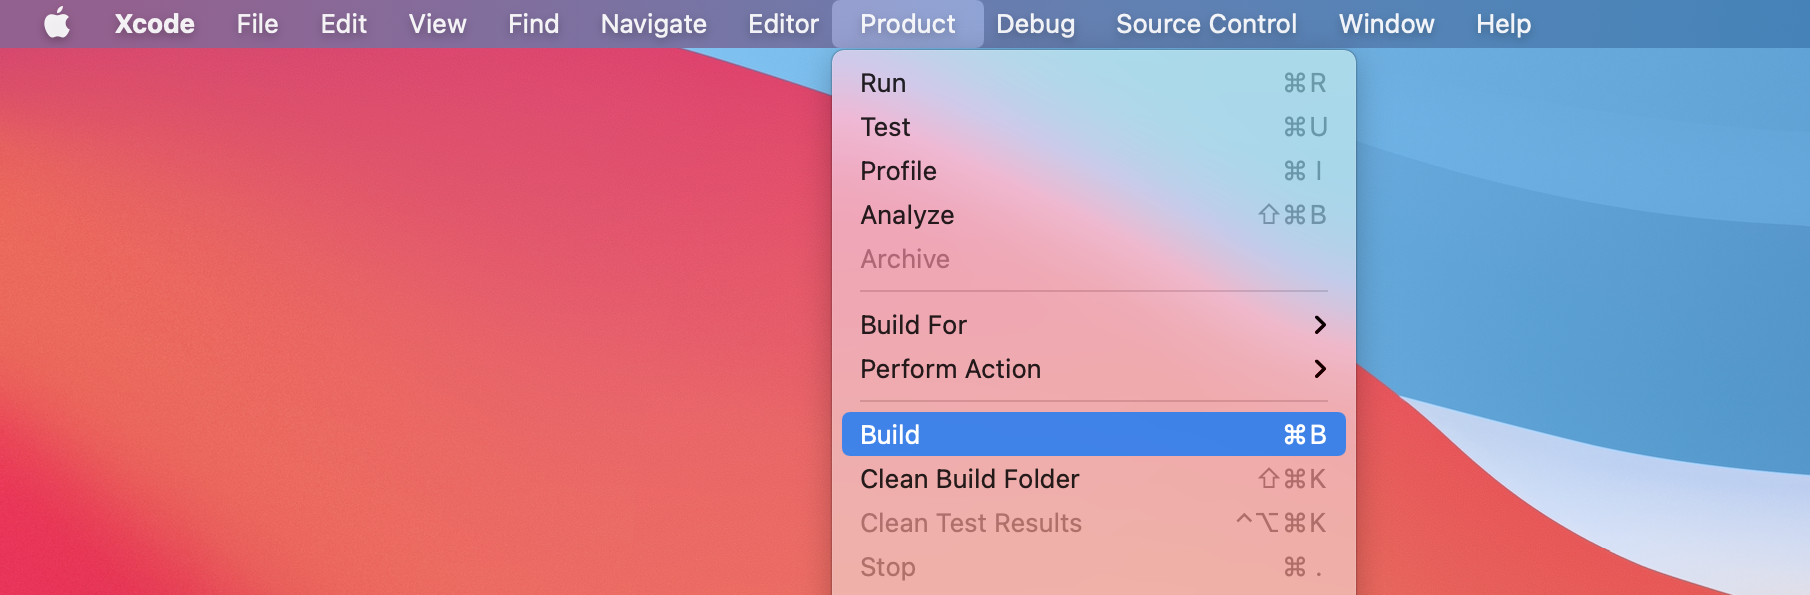 Xcode File Edit View Find Navigate Editor Product Debug Source Control Window Help
Run ⌘R
Test ⌘U
Profile ⌘I
Analyze ⇧⌘B
Archive
Build For
Perform Action
Build ⌘B
Clean Build Folder ⇧⌘K
Clean Test Results ^⌥⌘K
Stop ⌘.